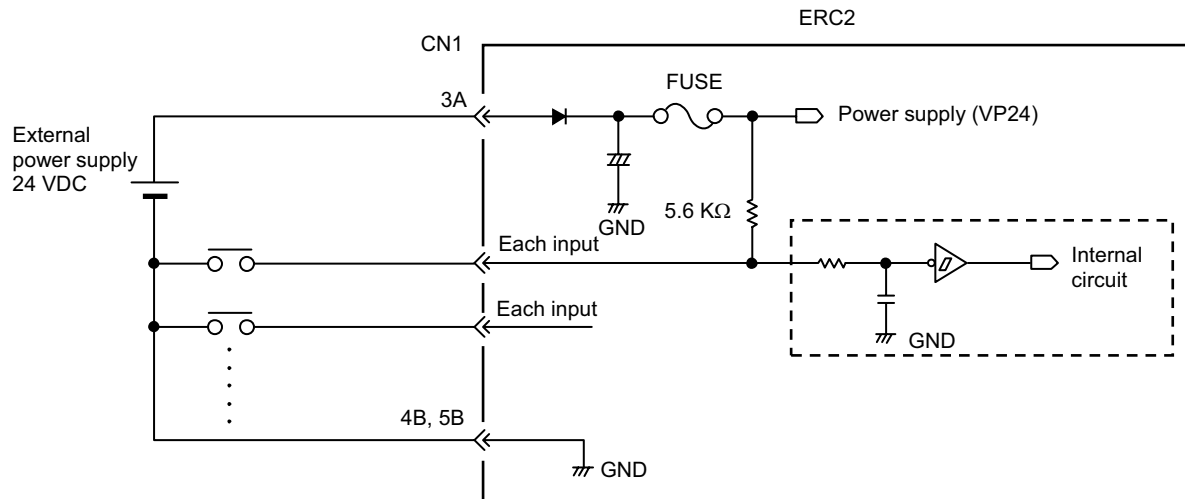 ERC2
CN1
FUSE
3A
Power supply (VP24)
External
power supply
24 VDC
GND
5.6 KΩ
Each input
Internal
circuit
Each input
GND
4B, 5B
GND